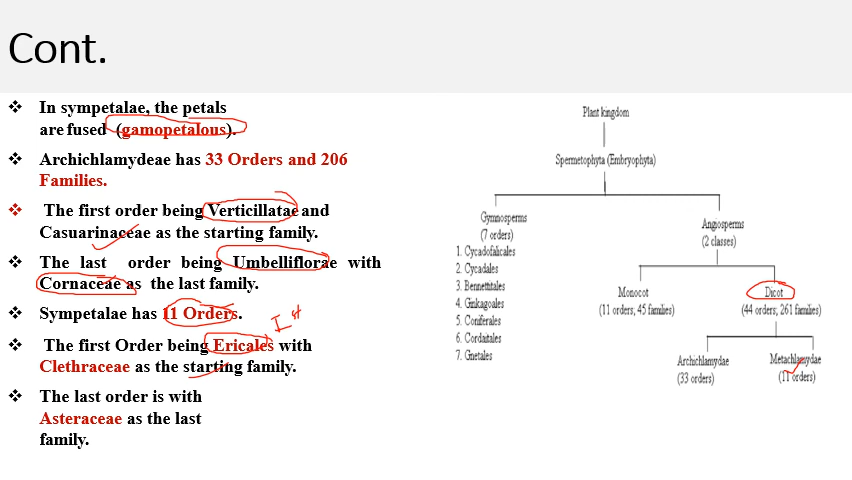 Cont.
❖ In sympetalae, the petals
are fused (gamopetalous).
❖ Archichlamydeae has 33 Orders and 206
Families.
❖ The first order being Verticillatae and
Casuarinaceae as the starting family.
❖ The last order being Umbelliflorae with
Cornaceae as the last family.
❖ Sympetalae has 11 Orders.
Ist
❖ The first Order being Ericales with
Clethraceae as the starting family.
❖ The last order is with
Asteraceae as the last
family.
Plant kingdom
Spermetophyta (Embryophyta)
Gymnosperms
(7 orders)
1. Cycadofalicales
2. Cycadales
3. Bennettitales
4. Ginkagoales
5. Coniferales
6. Cordaitales
7. Gnetales
Angiosperms
(2 classes)
Monocot
(11 orders, 45 families)
Dicot
(44 orders, 261 families)
Archichlamydae
(33 orders)
Metachlamydae
(11 orders)